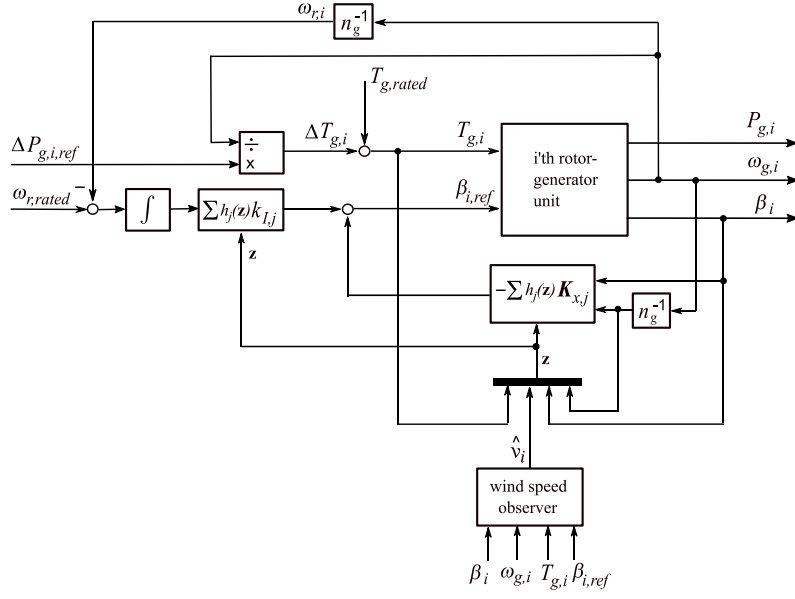 ω_{r,i}
n_g^{-1}
T_{g,rated}
ΔP_{g,i,ref}
÷
x
ΔT_{g,i}
T_{g,i}
i'th rotor-
generator
unit
P_{g,i}
ω_{g,i}
β_i
ω_{r,rated}
−
∫
∑h_j(z)k_{I,j}
β_{i,ref}
z
−∑h_j(z)K_{x,j}
n_g^{-1}
z
v̂_i
wind speed
observer
β_i ω_{g,i} T_{g,i} β_{i,ref}